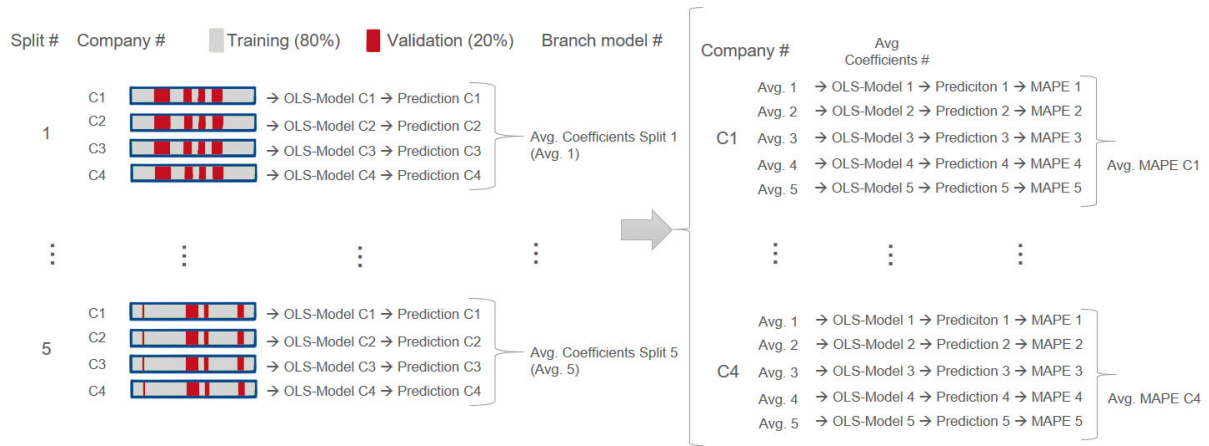 Split # Company # Training (80%) Validation (20%) Branch model #
1
C1 → OLS-Model C1 → Prediction C1
C2 → OLS-Model C2 → Prediction C2
C3 → OLS-Model C3 → Prediction C3
C4 → OLS-Model C4 → Prediction C4
Avg. Coefficients Split 1
(Avg. 1)
⋮ ⋮ ⋮ ⋮
5
C1 → OLS-Model C1 → Prediction C1
C2 → OLS-Model C2 → Prediction C2
C3 → OLS-Model C3 → Prediction C3
C4 → OLS-Model C4 → Prediction C4
Avg. Coefficients Split 5
(Avg. 5)
Company #
Avg
Coefficients #
C1
Avg. 1 → OLS-Model 1 → Prediciton 1 → MAPE 1
Avg. 2 → OLS-Model 2 → Prediction 2 → MAPE 2
Avg. 3 → OLS-Model 3 → Prediction 3 → MAPE 3
Avg. 4 → OLS-Model 4 → Prediction 4 → MAPE 4
Avg. 5 → OLS-Model 5 → Prediction 5 → MAPE 5
Avg. MAPE C1
⋮ ⋮ ⋮
C4
Avg. 1 → OLS-Model 1 → Prediciton 1 → MAPE 1
Avg. 2 → OLS-Model 2 → Prediction 2 → MAPE 2
Avg. 3 → OLS-Model 3 → Prediction 3 → MAPE 3
Avg. 4 → OLS-Model 4 → Prediction 4 → MAPE 4
Avg. 5 → OLS-Model 5 → Prediction 5 → MAPE 5
Avg. MAPE C4